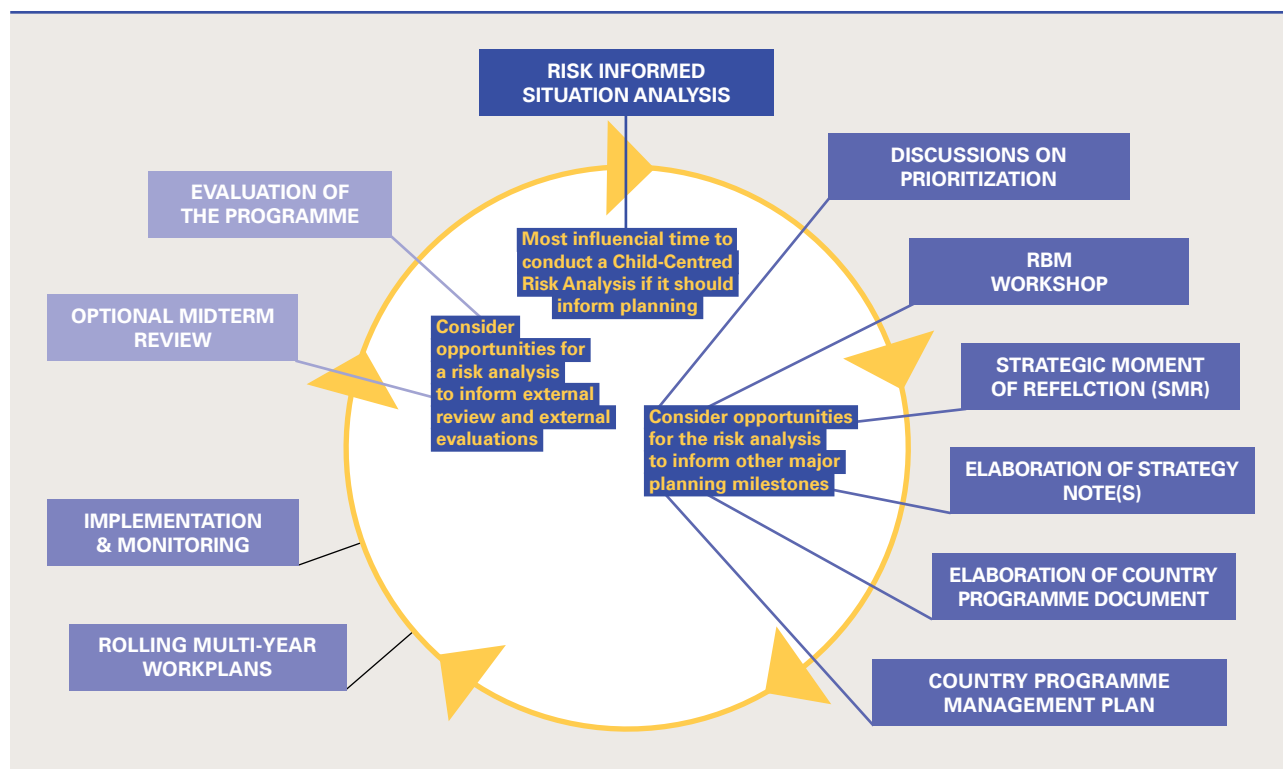 RISK INFORMED
SITUATION ANALYSIS
DISCUSSIONS ON
PRIORITIZATION
RBM
WORKSHOP
STRATEGIC MOMENT
OF REFELCTION (SMR)
ELABORATION OF STRATEGY
NOTE(S)
ELABORATION OF COUNTRY
PROGRAMME DOCUMENT
COUNTRY PROGRAMME
MANAGEMENT PLAN
ROLLING MULTI-YEAR
WORKPLANS
IMPLEMENTATION
& MONITORING
OPTIONAL MIDTERM
REVIEW
EVALUATION OF
THE PROGRAMME
Most influencial time to
conduct a Child-Centred
Risk Analysis if it should
inform planning
Consider
opportunities for
a risk analysis
to inform external
review and external
evaluations
Consider opportunities
for the risk analysis
to inform other major
planning milestones